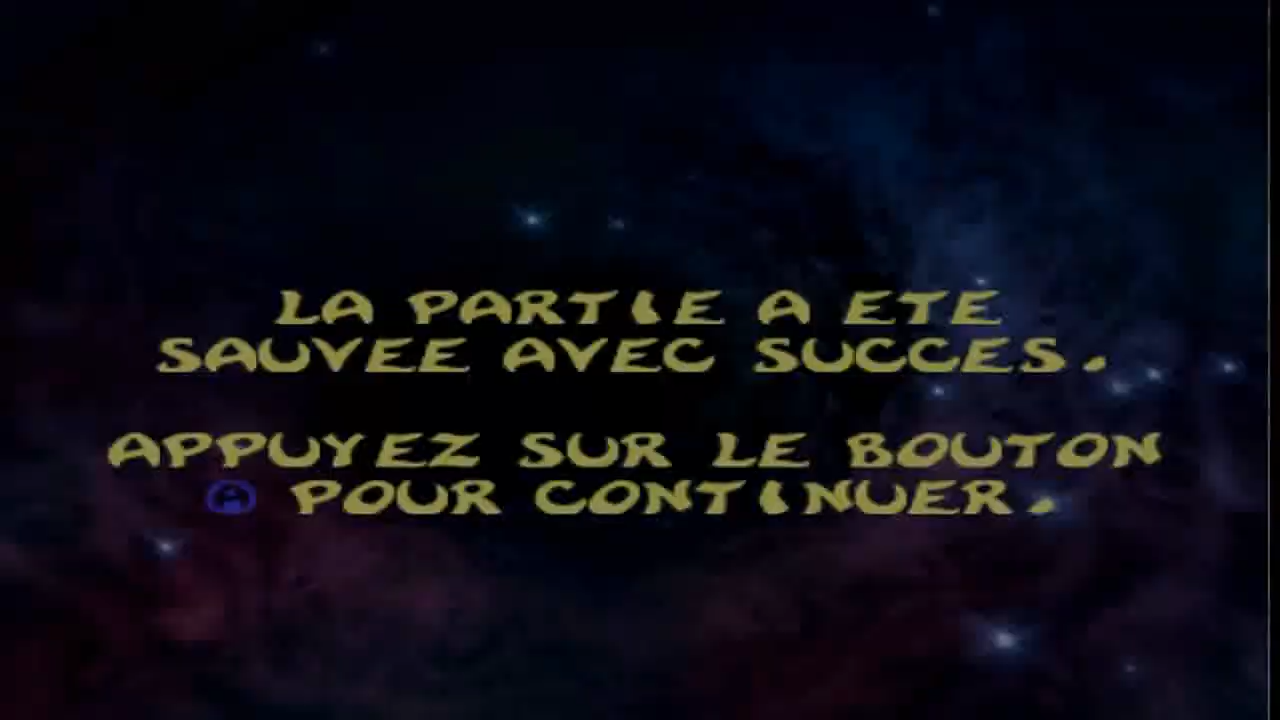 LA PARTIE A ETE
SAUVEE AVEC SUCCES.
APPUYEZ SUR LE BOUTON
A POUR CONTINUER.